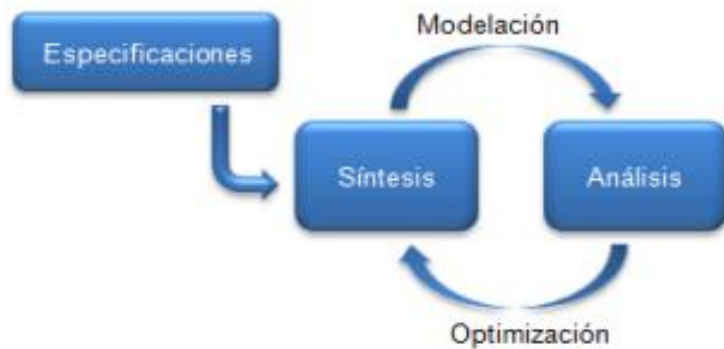 Modelación
Especificaciones
Síntesis
Análisis
Optimización